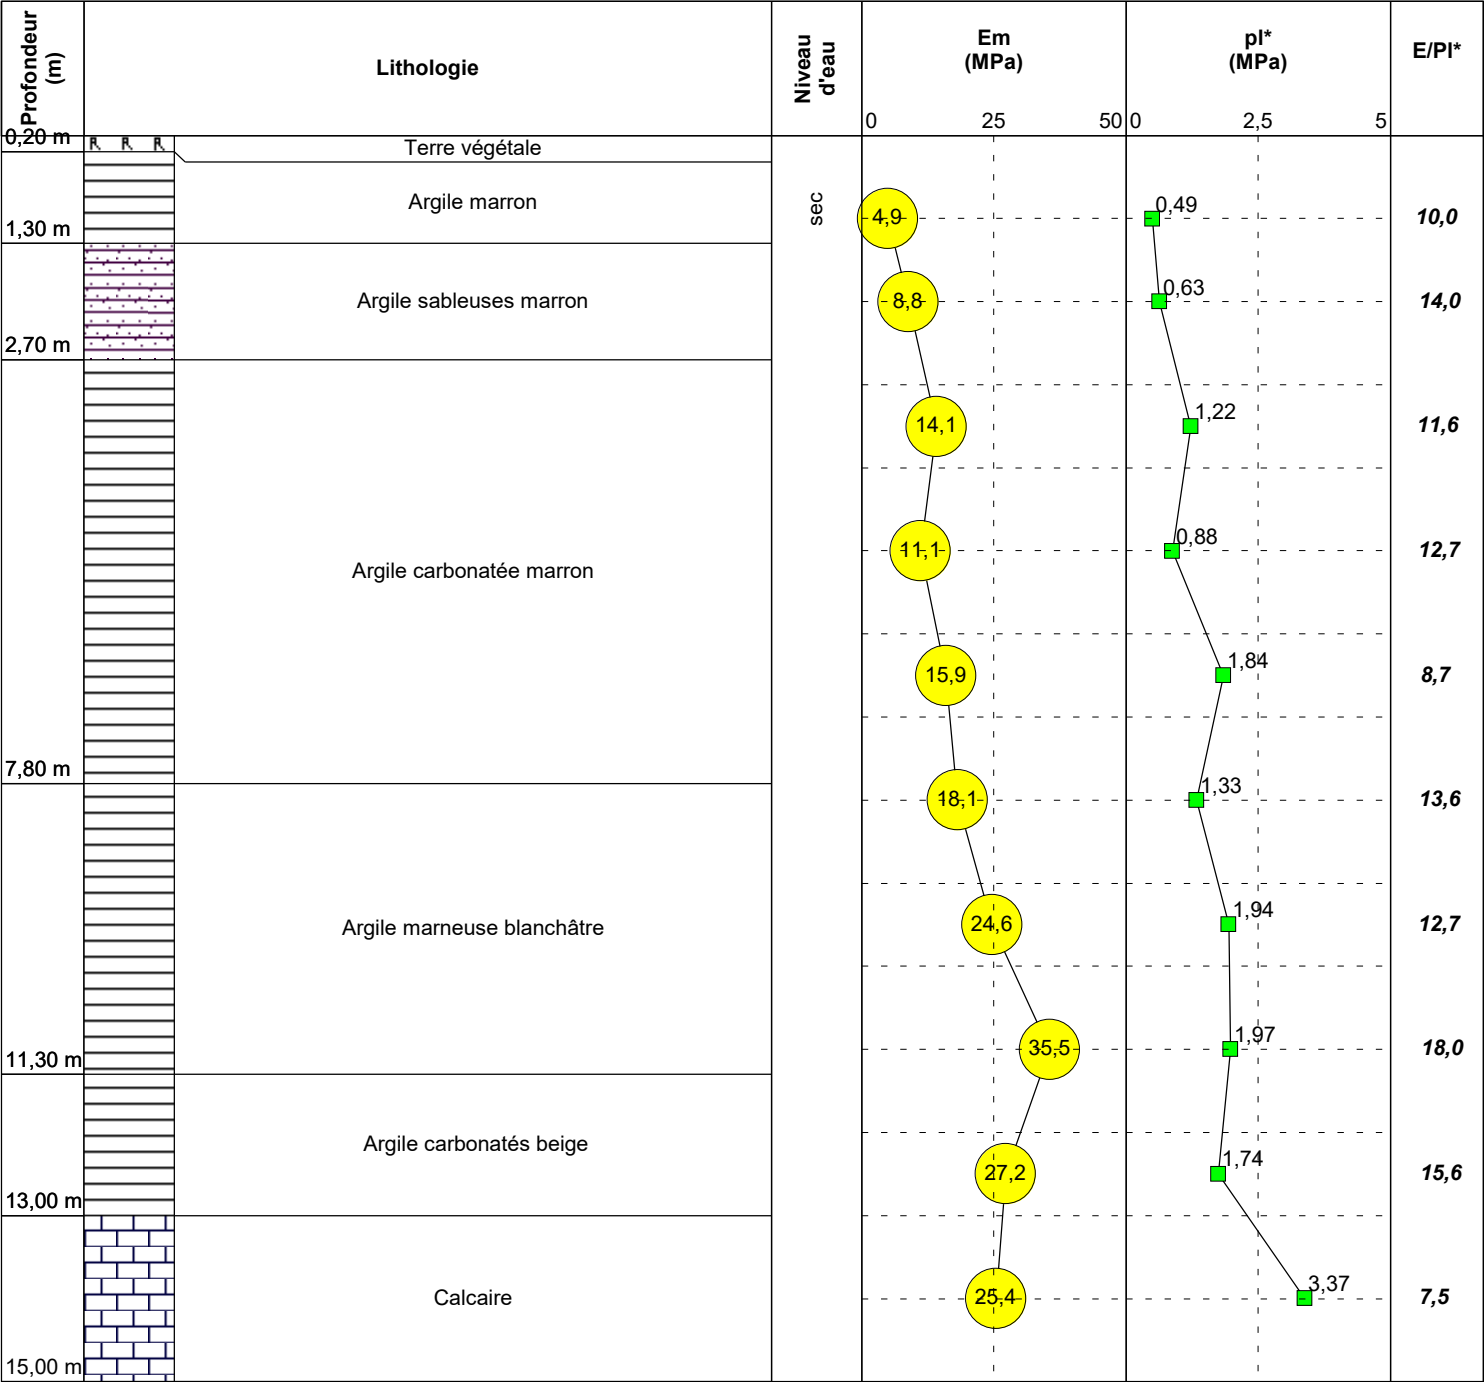 Profondeur
(m)
Lithologie
Niveau
d'eau
Em
(MPa)
pl*
(MPa)
E/Pl*
0 25 50 0 2,5 5
0,20 m
R R R
Terre végétale
Argile marron
sec
4,9 0,49 10,0
1,30 m
Argile sableuses marron
8,8 0,63 14,0
2,70 m
14,1 1,22 11,6
11,1 0,88 12,7
Argile carbonatée marron
15,9 1,84 8,7
7,80 m
18,1 1,33 13,6
Argile marneuse blanchâtre
24,6 1,94 12,7
35,5 1,97 18,0
11,30 m
Argile carbonatés beige
27,2 1,74 15,6
13,00 m
Calcaire
25,4 3,37 7,5
15,00 m